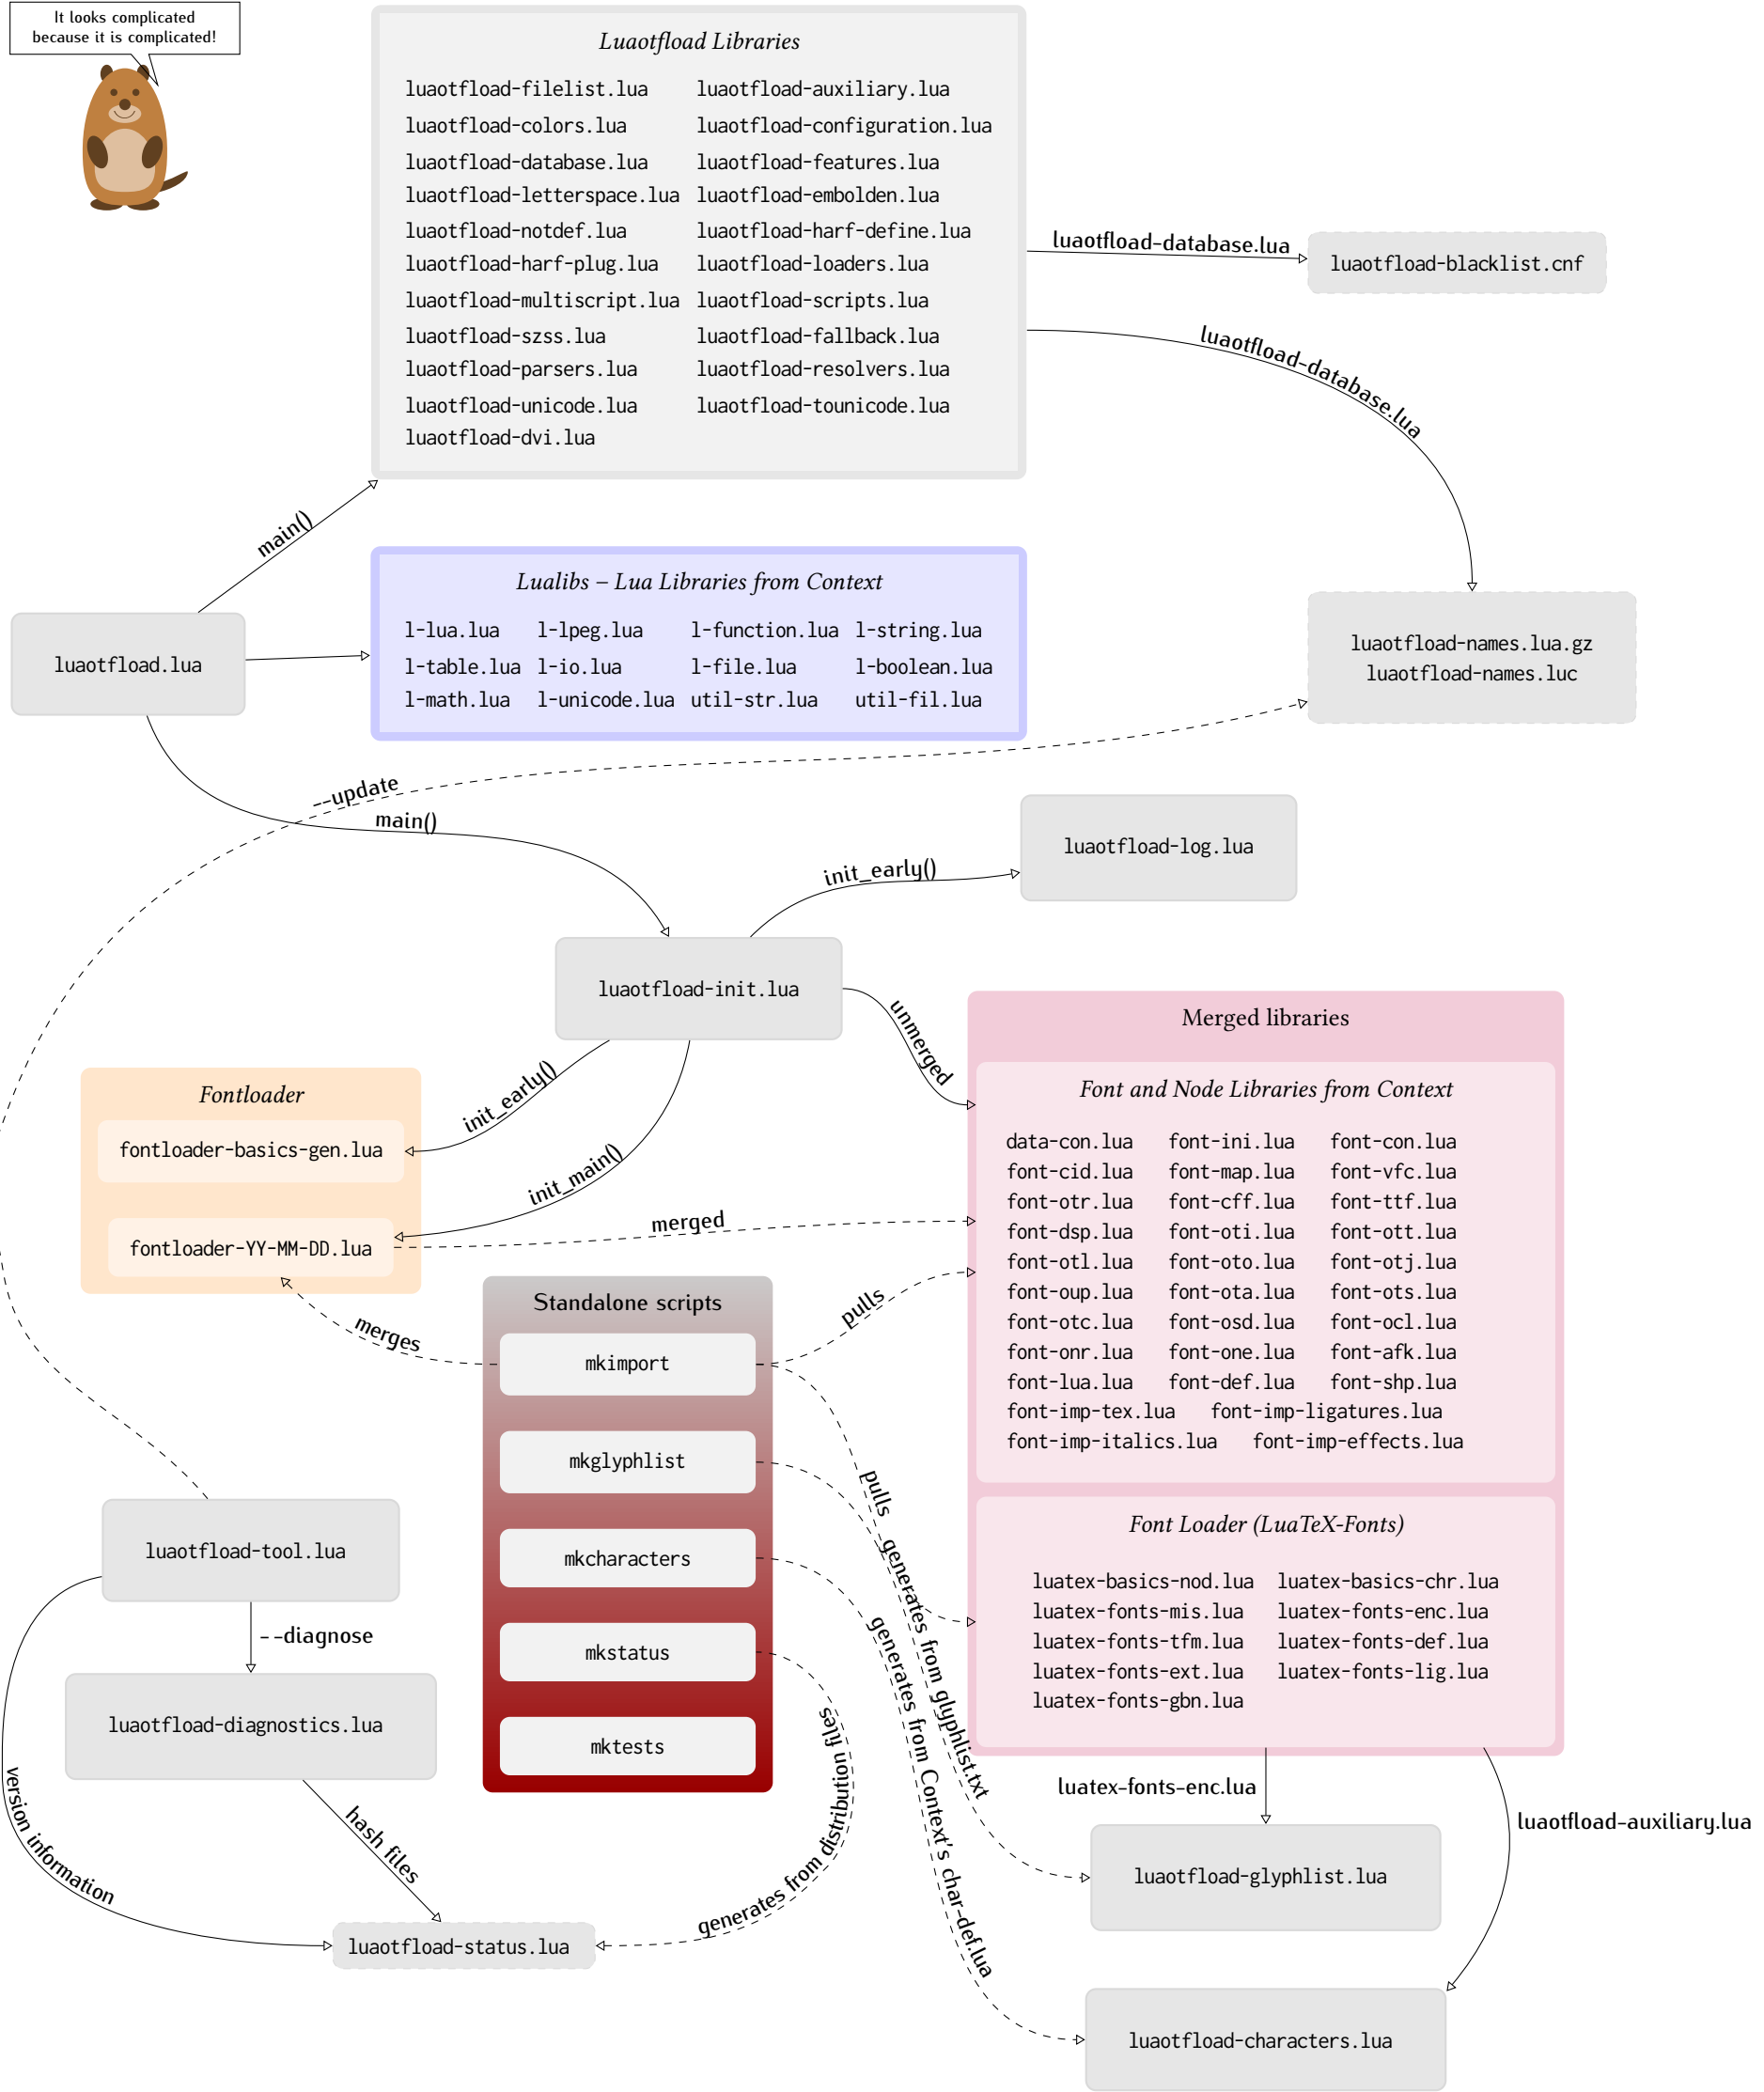 It looks complicated
because it is complicated!
Luaotfload Libraries
luaotfload-filelist.lua luaotfload-auxiliary.lua
luaotfload-colors.lua luaotfload-configuration.lua
luaotfload-database.lua luaotfload-features.lua
luaotfload-letterspace.lua luaotfload-embolden.lua
luaotfload-notdef.lua luaotfload-harf-define.lua
luaotfload-harf-plug.lua luaotfload-loaders.lua
luaotfload-multiscript.lua luaotfload-scripts.lua
luaotfload-szss.lua luaotfload-fallback.lua
luaotfload-parsers.lua luaotfload-resolvers.lua
luaotfload-unicode.lua luaotfload-tounicode.lua
luaotfload-dvi.lua
luaotfload-database.lua
luaotfload-blacklist.cnf
luaotfload-database.lua
main()
Lualibs – Lua Libraries from Context
l-lua.lua l-lpeg.lua l-function.lua l-string.lua
l-table.lua l-io.lua l-file.lua l-boolean.lua
l-math.lua l-unicode.lua util-str.lua util-fil.lua
luaotfload.lua
luaotfload-names.lua.gz
luaotfload-names.luc
--update
main()
luaotfload-log.lua
init_early()
luaotfload-init.lua
unmerged
Merged libraries
Font and Node Libraries from Context
data-con.lua font-ini.lua font-con.lua
font-cid.lua font-map.lua font-vfc.lua
font-otr.lua font-cff.lua font-ttf.lua
font-dsp.lua font-oti.lua font-ott.lua
font-otl.lua font-oto.lua font-otj.lua
font-oup.lua font-ota.lua font-ots.lua
font-otc.lua font-osd.lua font-ocl.lua
font-onr.lua font-one.lua font-afk.lua
font-lua.lua font-def.lua font-shp.lua
font-imp-tex.lua font-imp-ligatures.lua
font-imp-italics.lua font-imp-effects.lua
Fontloader
fontloader-basics-gen.lua
fontloader-YY-MM-DD.lua
init_early()
init_main()
merged
merges
pulls
Standalone scripts
mkimport
mkglyphlist
mkcharacters
mkstatus
mktests
pulls
generates from glyphlist.txt
generates from Context's char-def.lua
generates from distribution files
Font Loader (LuaTeX-Fonts)
luatex-basics-nod.lua luatex-basics-chr.lua
luatex-fonts-mis.lua luatex-fonts-enc.lua
luatex-fonts-tfm.lua luatex-fonts-def.lua
luatex-fonts-ext.lua luatex-fonts-lig.lua
luatex-fonts-gbn.lua
luaotfload-tool.lua
--diagnose
luaotfload-diagnostics.lua
version information
hash files
luaotfload-status.lua
luatex-fonts-enc.lua
luaotfload-auxiliary.lua
luaotfload-glyphlist.lua
luaotfload-characters.lua